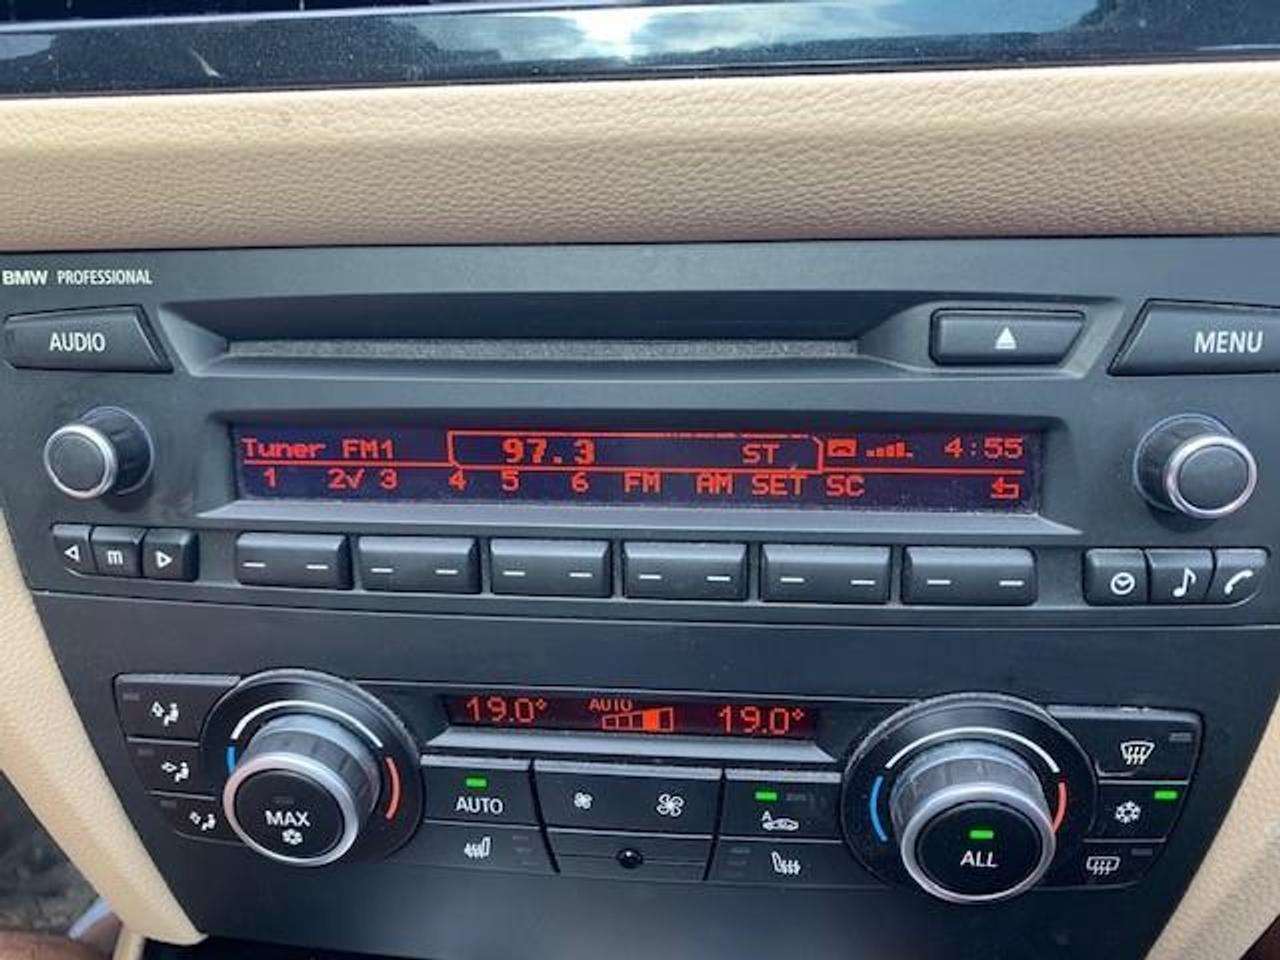 BMW PROFESSIONAL
AUDIO
MENU
Tuner FM1 97.3 ST 4:55
1 2√ 3 4 5 6 FM AM SET SC
m
19.0° AUTO 19.0°
MAX
AUTO
A
ALL